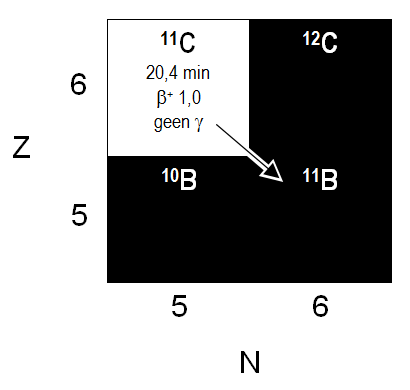 ¹¹C
¹²C
20,4 min
β⁺ 1,0
geen γ
6
Z
¹⁰B
¹¹B
5
5
6
N